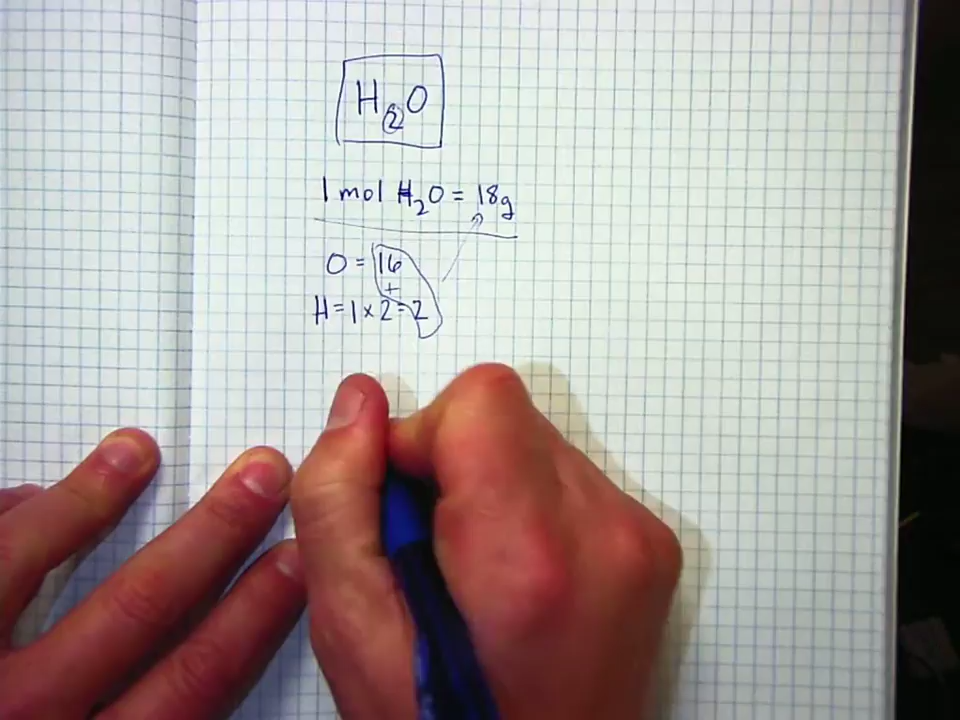 H₂O
1 mol H₂O = 18g
O = 16
+
H = 1 x 2 = 2